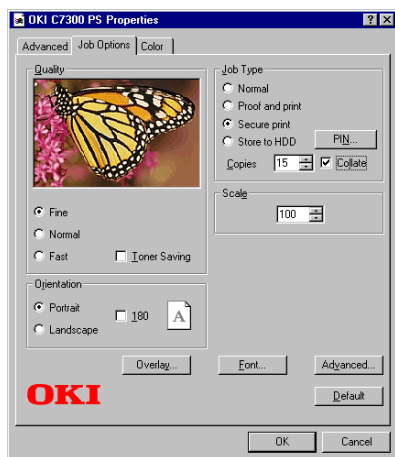 OKI C7300 PS Properties
Advanced Job Options Color
Quality
Fine
Normal
Fast
Toner Saving
Orientation
Portrait
Landscape
180
A
Job Type
Normal
Proof and print
Secure print
Store to HDD
PIN...
Copies 15 Collate
Scale
100
Overlay... Font... Advanced...
OKI
Default
OK Cancel